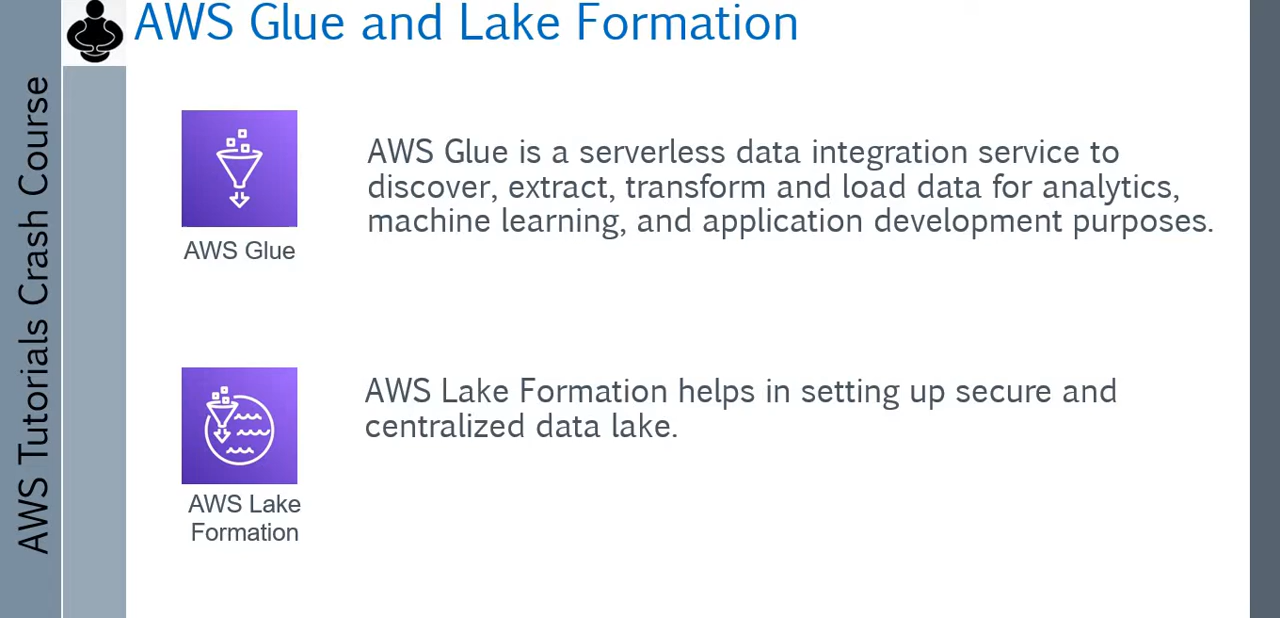 AWS Glue and Lake Formation
AWS Tutorials Crash Course
AWS Glue is a serverless data integration service to
discover, extract, transform and load data for analytics,
machine learning, and application development purposes.
AWS Glue
AWS Lake Formation helps in setting up secure and
centralized data lake.
AWS Lake
Formation